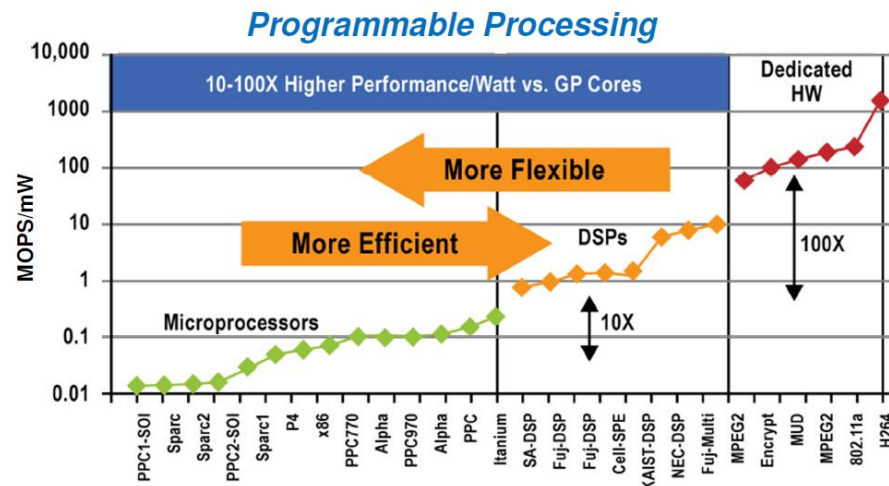 Programmable Processing
10,000
1000
100
10
1
0.1
0.01
MOPS/mW
10-100X Higher Performance/Watt vs. GP Cores
Dedicated
HW
More Flexible
More Efficient
DSPs
100X
Microprocessors
10X
PPC1-SOI
Sparc
Sparc2
PPC2-SOI
Sparc1
P4
x86
PPC770
Alpha
PPC970
Alpha
PPC
Itanium
SA-DSP
Fuj-DSP
Fuj-DSP
Cell-SPE
KAIST-DSP
NEC-DSP
Fuj-Multi
MPEG2
Encrypt
MUD
MPEG2
802.11a
H264